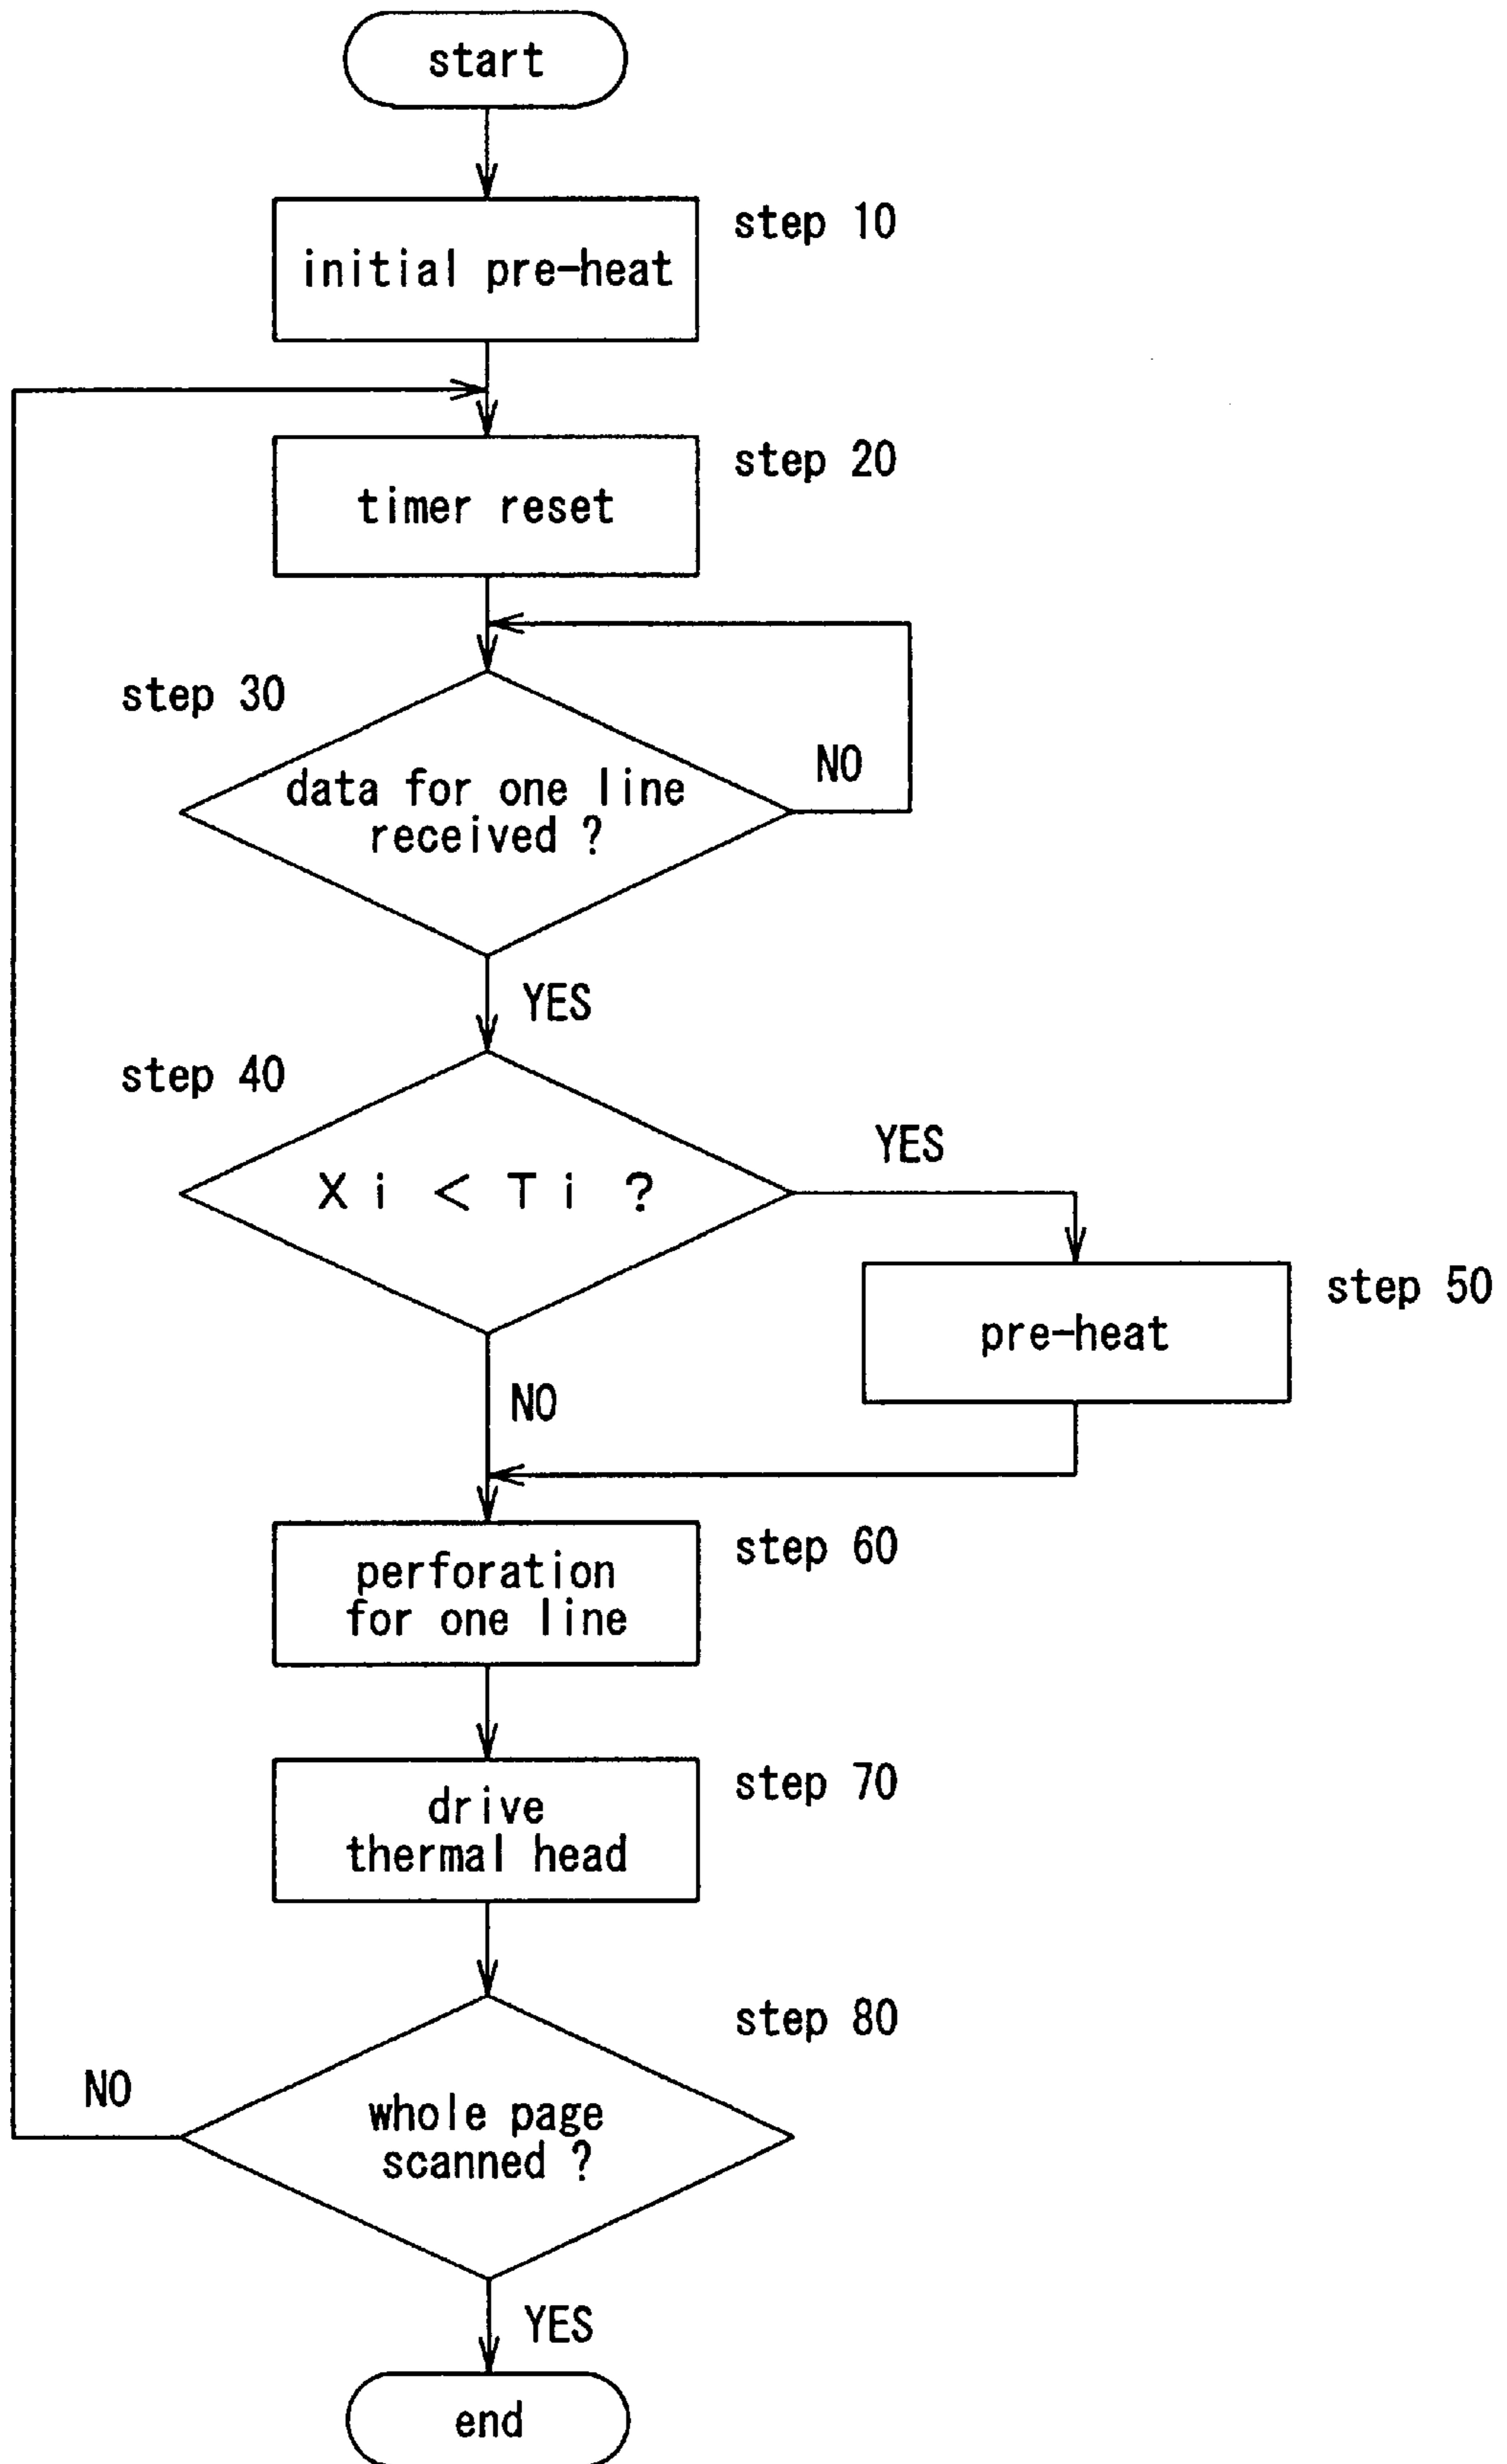 start
step 10
initial pre-heat
step 20
timer reset
step 30
data for one line
received ?
NO
YES
step 40
Xi < Ti ?
YES
step 50
pre-heat
NO
step 60
perforation
for one line
step 70
drive
thermal head
step 80
whole page
scanned ?
NO
YES
end